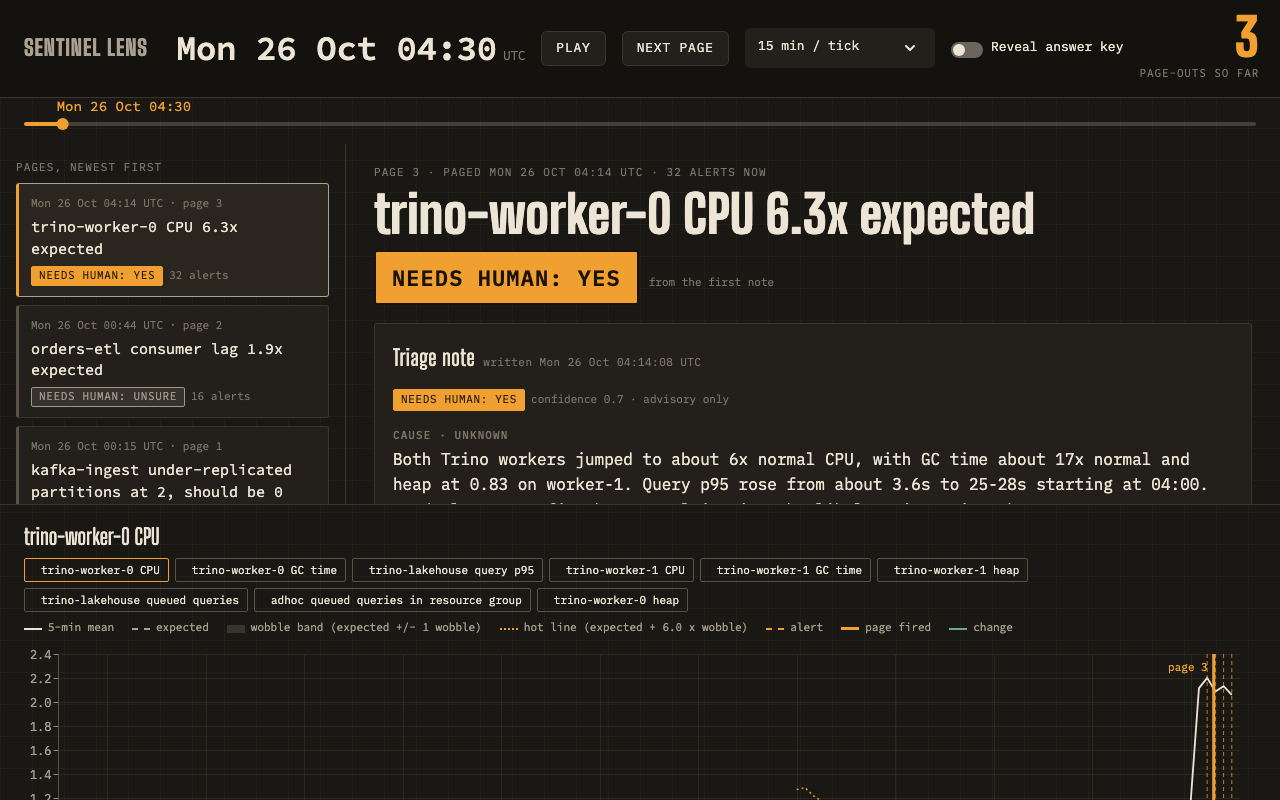 SENTINEL LENS
Mon 26 Oct 04:30 UTC
PLAY
NEXT PAGE
15 min / tick
Reveal answer key
3
PAGE-OUTS SO FAR
Mon 26 Oct 04:30
PAGES, NEWEST FIRST
Mon 26 Oct 04:14 UTC · page 3
trino-worker-0 CPU 6.3x
expected
NEEDS HUMAN: YES 32 alerts
Mon 26 Oct 00:44 UTC · page 2
orders-etl consumer lag 1.9x
expected
NEEDS HUMAN: UNSURE 16 alerts
Mon 26 Oct 00:15 UTC · page 1
kafka-ingest under-replicated
partitions at 2, should be 0
PAGE 3 · PAGED MON 26 OCT 04:14 UTC · 32 ALERTS NOW
trino-worker-0 CPU 6.3x expected
NEEDS HUMAN: YES from the first note
Triage note written Mon 26 Oct 04:14:08 UTC
NEEDS HUMAN: YES confidence 0.7 · advisory only
CAUSE · UNKNOWN
Both Trino workers jumped to about 6x normal CPU, with GC time about 17x normal and
heap at 0.83 on worker-1. Query p95 rose from about 3.6s to 25-28s starting at 04:00.
trino-worker-0 CPU
trino-worker-0 CPU trino-worker-0 GC time trino-lakehouse query p95 trino-worker-1 CPU trino-worker-1 GC time trino-worker-1 heap
trino-lakehouse queued queries adhoc queued queries in resource group trino-worker-0 heap
5-min mean expected wobble band (expected +/- 1 wobble) hot line (expected + 6.0 x wobble) alert page fired change
page 3
2.4
2.2
2.0
1.8
1.6
1.4
1.2